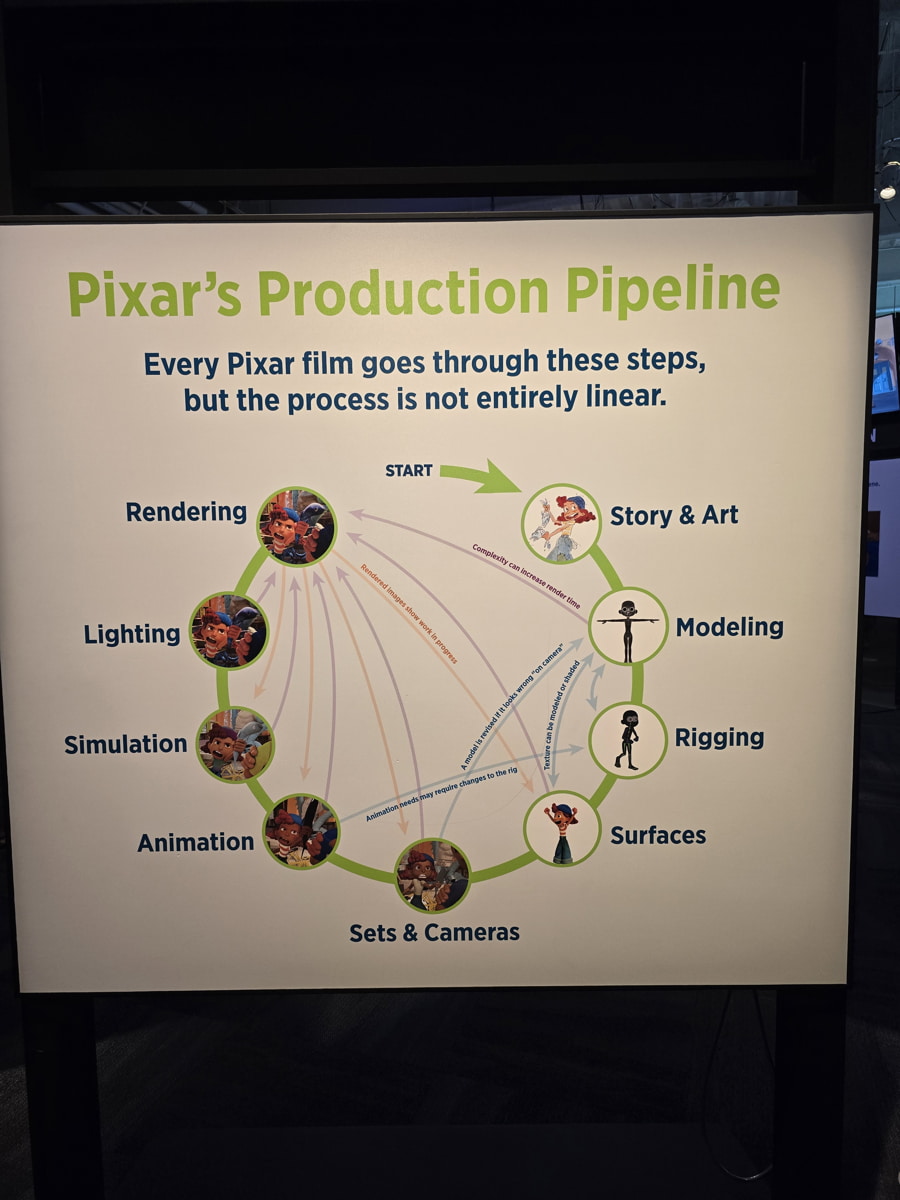 Pixar's Production Pipeline
Every Pixar film goes through these steps,
but the process is not entirely linear.
START
Rendering
Story & Art
Complexity can increase render time
Rendered images show work in progress
Lighting
Modeling
A model is revised if it looks wrong "on camera"
Texture can be modeled or shaded
Simulation
Rigging
Animation needs may require changes to the rig
Animation
Surfaces
Sets & Cameras